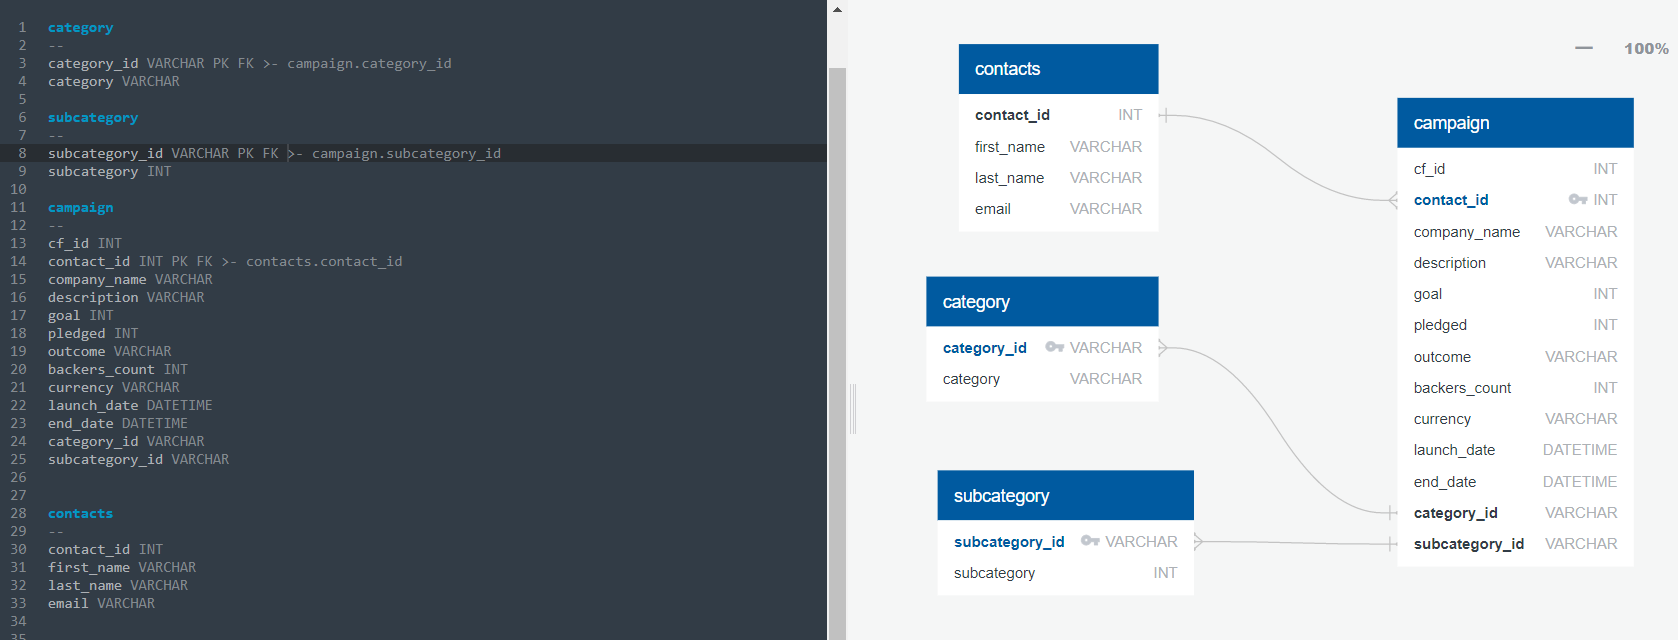 1 category
2 --
3 category_id VARCHAR PK FK >- campaign.category_id
4 category VARCHAR
5
6 subcategory
7 --
8 subcategory_id VARCHAR PK FK >- campaign.subcategory_id
9 subcategory INT
10
11 campaign
12 --
13 cf_id INT
14 contact_id INT PK FK >- contacts.contact_id
15 company_name VARCHAR
16 description VARCHAR
17 goal INT
18 pledged INT
19 outcome VARCHAR
20 backers_count INT
21 currency VARCHAR
22 launch_date DATETIME
23 end_date DATETIME
24 category_id VARCHAR
25 subcategory_id VARCHAR
26
27
28 contacts
29 --
30 contact_id INT
31 first_name VARCHAR
32 last_name VARCHAR
33 email VARCHAR
34
35
100%
contacts
contact_id INT
first_name VARCHAR
last_name VARCHAR
email VARCHAR
category
category_id VARCHAR
category VARCHAR
subcategory
subcategory_id VARCHAR
subcategory INT
campaign
cf_id INT
contact_id INT
company_name VARCHAR
description VARCHAR
goal INT
pledged INT
outcome VARCHAR
backers_count INT
currency VARCHAR
launch_date DATETIME
end_date DATETIME
category_id VARCHAR
subcategory_id VARCHAR